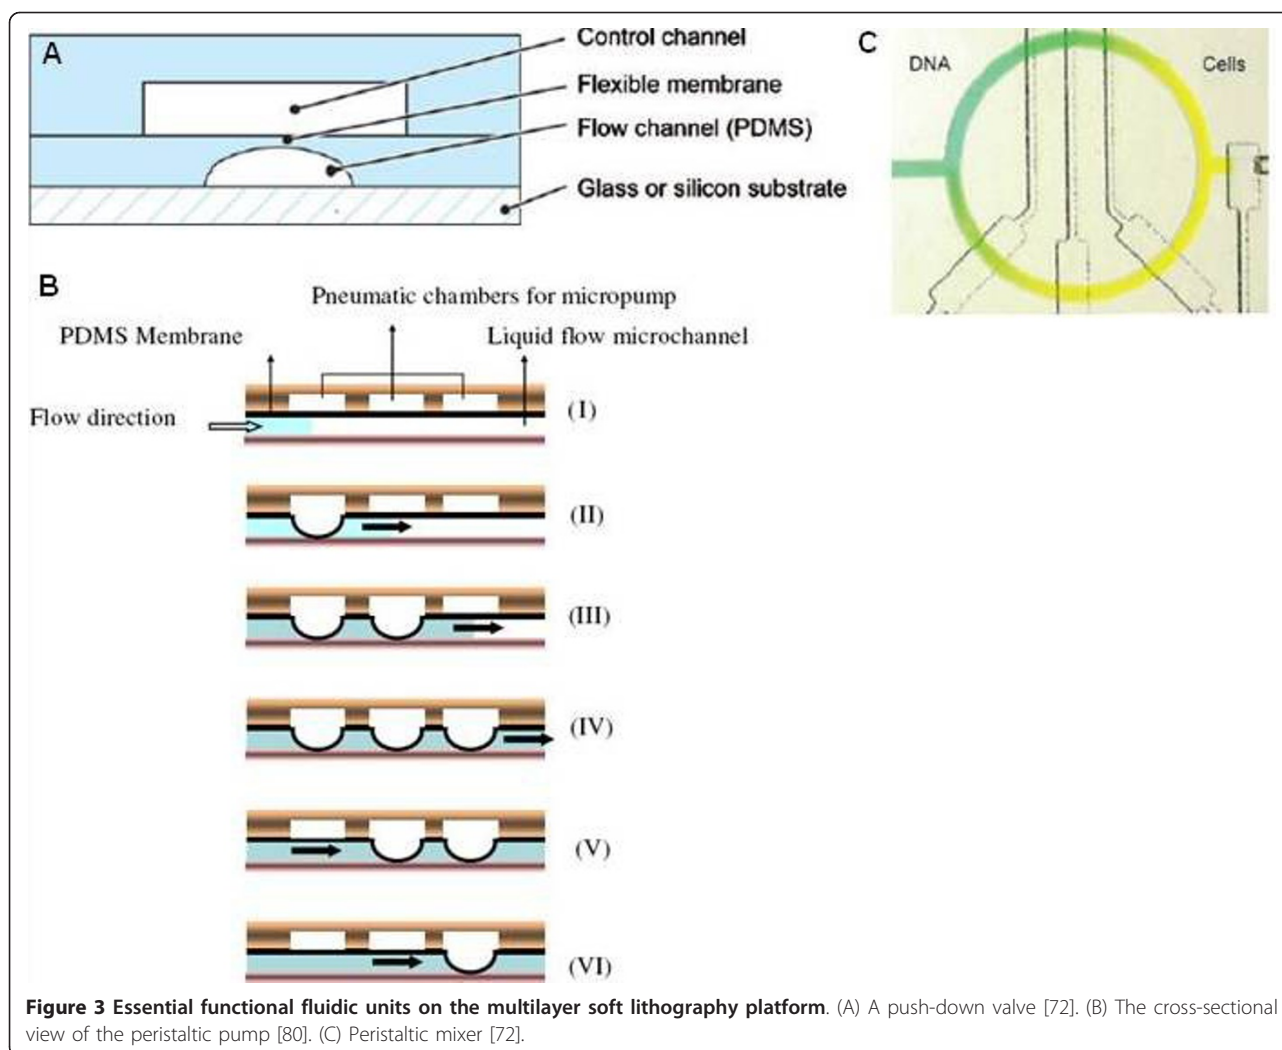 A
Control channel
Flexible membrane
Flow channel (PDMS)
Glass or silicon substrate
C
DNA
Cells
B
Pneumatic chambers for micropump
PDMS Membrane
Liquid flow microchannel
Flow direction
(I)
(II)
(III)
(IV)
(V)
(VI)
Figure 3 Essential functional fluidic units on the multilayer soft lithography platform. (A) A push-down valve [72]. (B) The cross-sectional
view of the peristaltic pump [80]. (C) Peristaltic mixer [72].